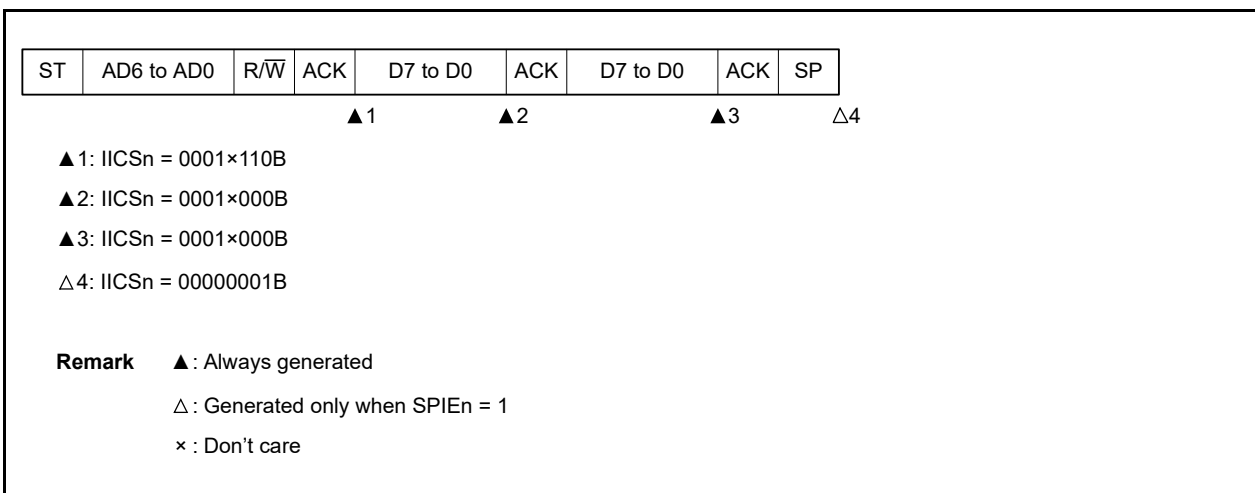 ST AD6 to AD0 R/W̅ ACK D7 to D0 ACK D7 to D0 ACK SP
▲1 ▲2 ▲3 △4
▲1: IICSn = 0001×110B
▲2: IICSn = 0001×000B
▲3: IICSn = 0001×000B
△4: IICSn = 00000001B
Remark ▲: Always generated
△: Generated only when SPIEn = 1
×: Don’t care